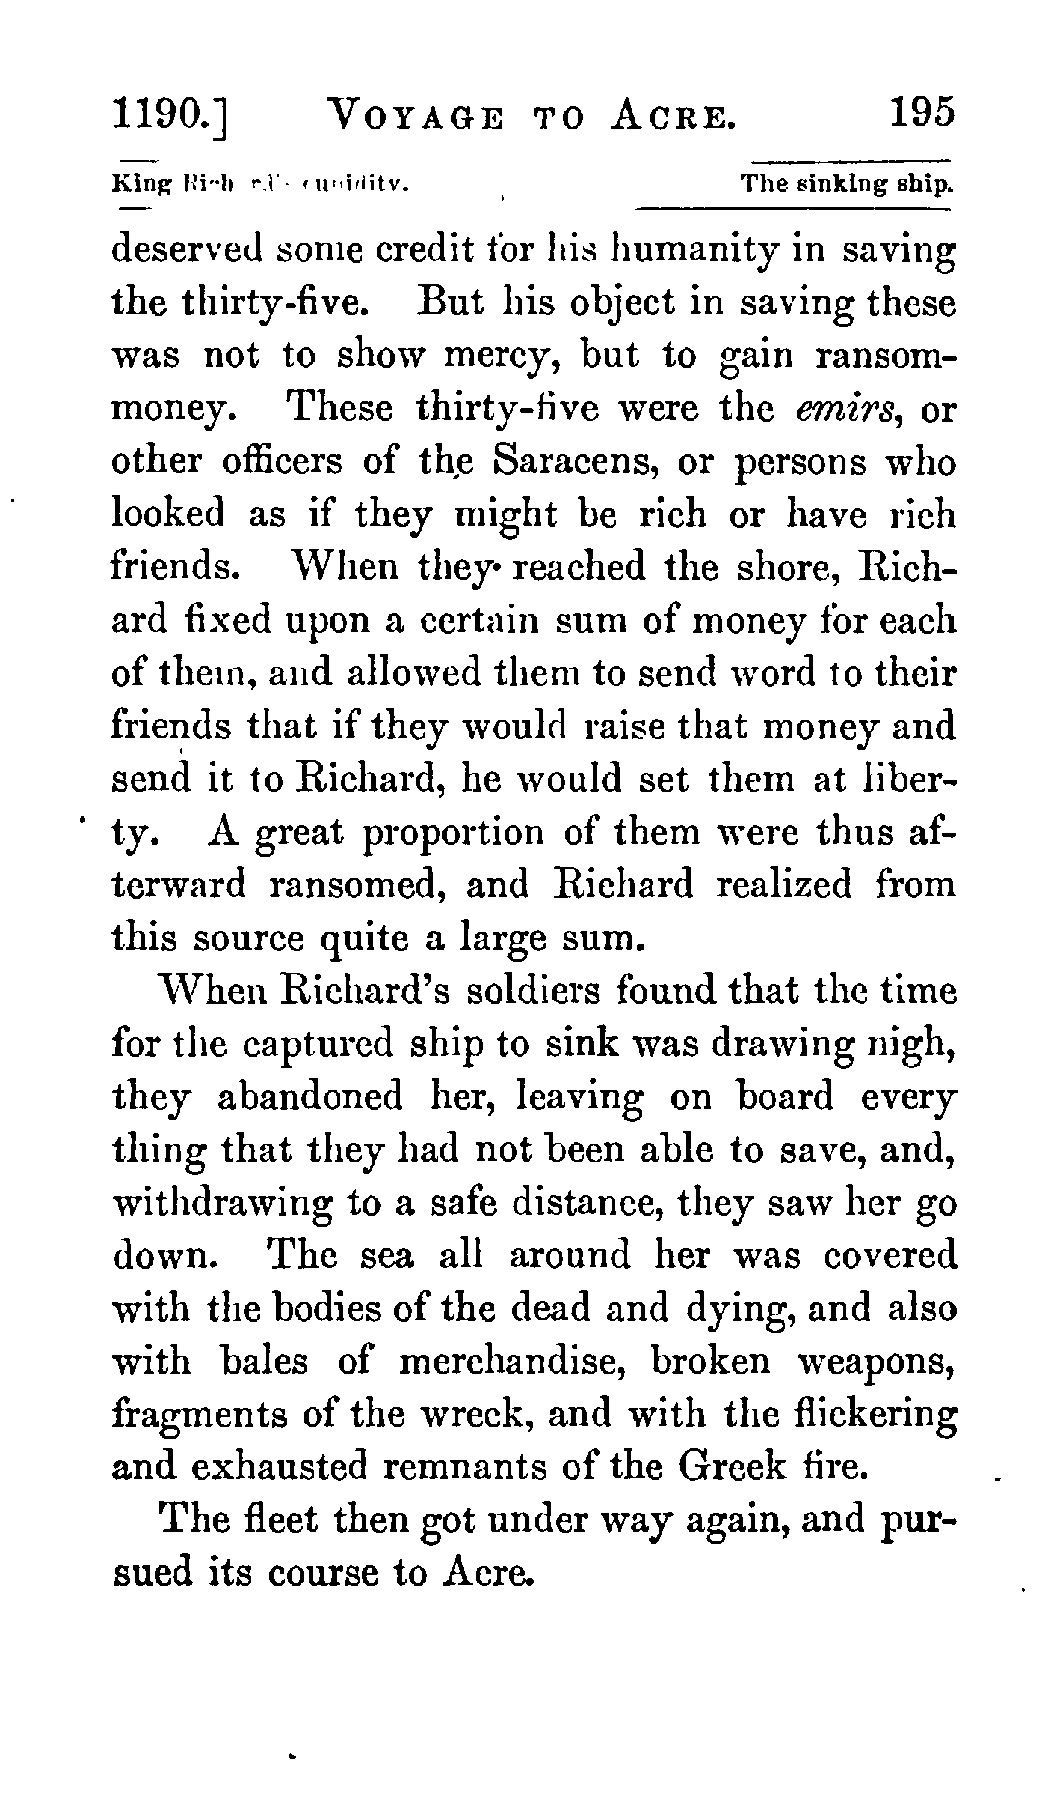 1190.] VOYAGE TO ACRE. 195
King The sinking ship.
deserved some credit for his humanity in saving
the thirty-five. But his object in saving these
was not to show mercy, but to gain ransom-
money. These thirty-five were the emirs, or
other officers of the Saracens, or persons who
looked as if they might be rich or have rich
friends. When they reached the shore, Rich-
ard fixed upon a certain sum of money for each
of them, and allowed them to send word to their
friends that if they would raise that money and
send it to Richard, he would set them at liber-
ty. A great proportion of them were thus af-
terward ransomed, and Richard realized from
this source quite a large sum.
When Richard's soldiers found that the time
for the captured ship to sink was drawing nigh,
they abandoned her, leaving on board every
thing that they had not been able to save, and,
withdrawing to a safe distance, they saw her go
down. The sea all around her was covered
with the bodies of the dead and dying, and also
with bales of merchandise, broken weapons,
fragments of the wreck, and with the flickering
and exhausted remnants of the Greek fire.
The fleet then got under way again, and pur-
sued its course to Acre.